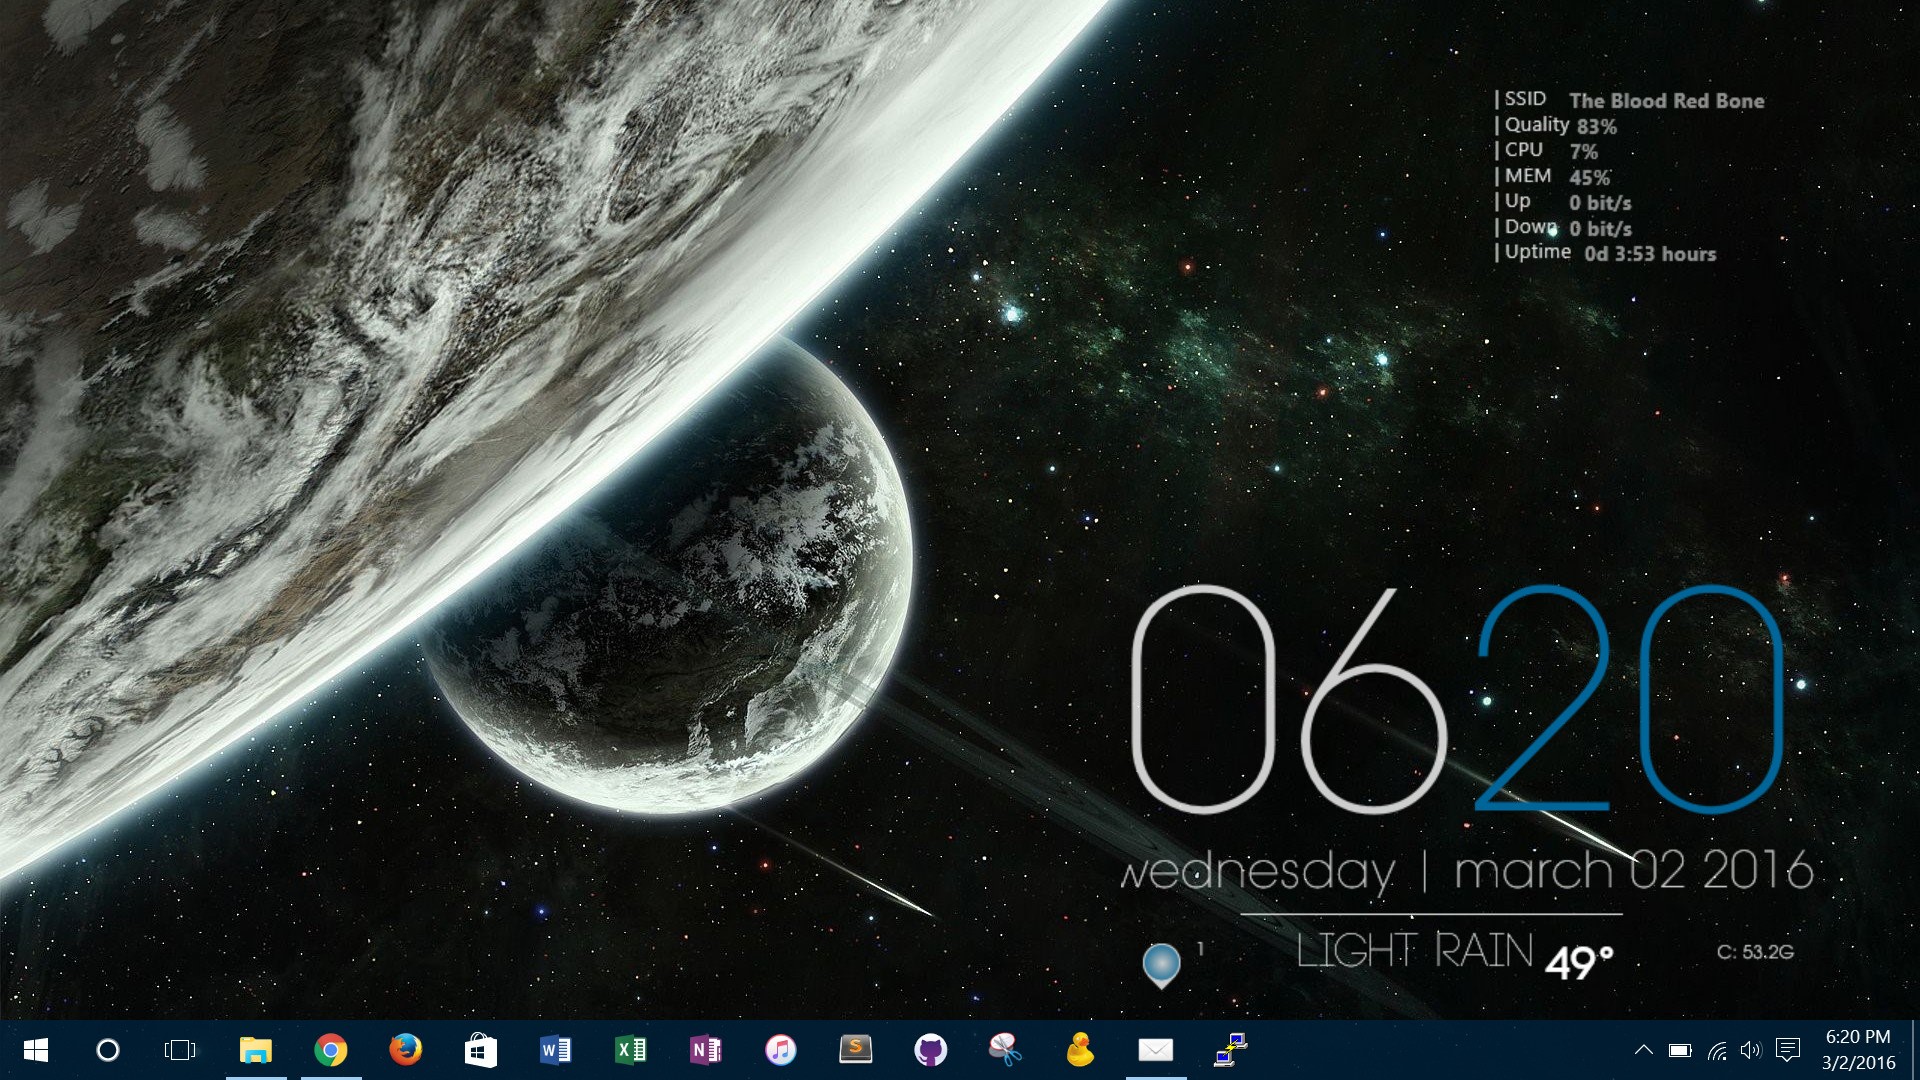 | SSID The Blood Red Bone
| Quality 83%
| CPU 7%
| MEM 45%
| Up 0 bit/s
| Down 0 bit/s
| Uptime 0d 3:53 hours
0620
wednesday | march 02 2016
1 LIGHT RAIN 49° C: 53.2G
W X N S
6:20 PM
3/2/2016